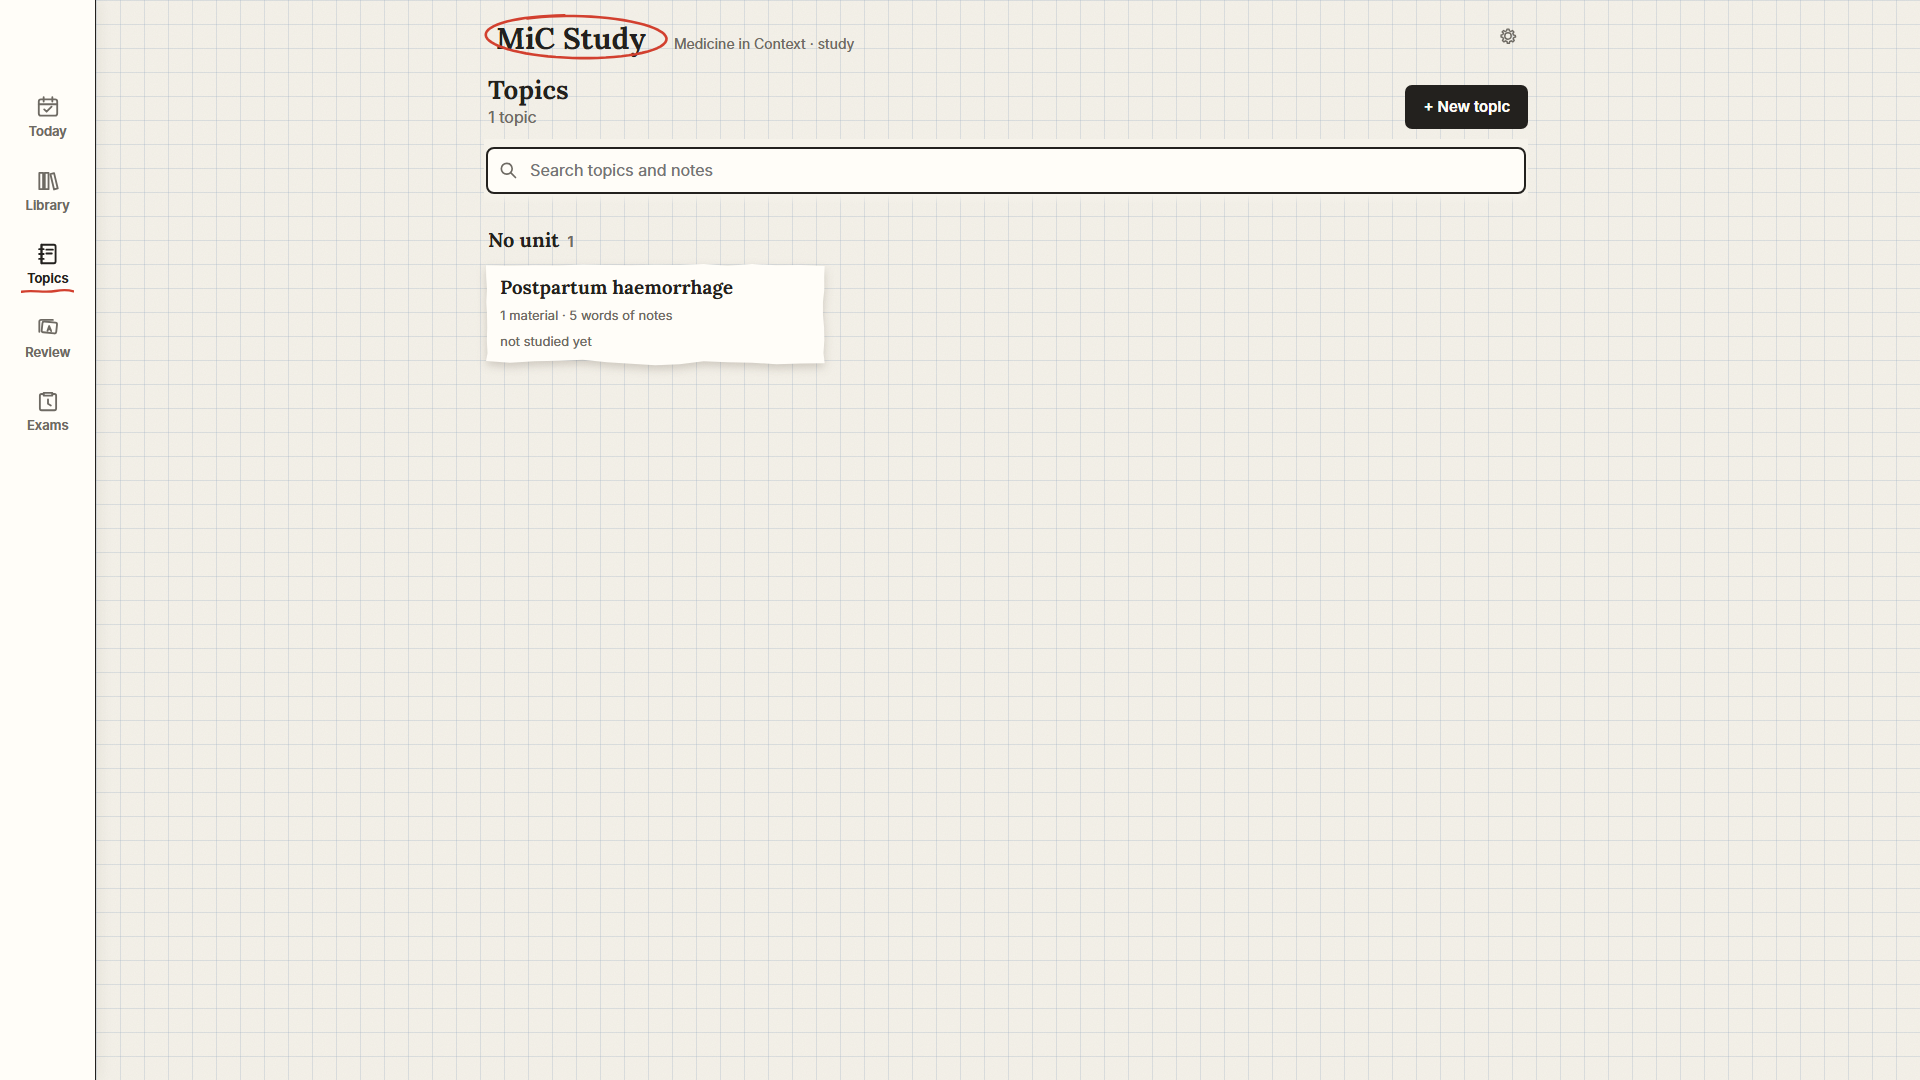 MiC Study
Medicine in Context · study
Topics
1 topic
+ New topic
Search topics and notes
No unit 1
Postpartum haemorrhage
1 material · 5 words of notes
not studied yet
Today
Library
Topics
Review
Exams